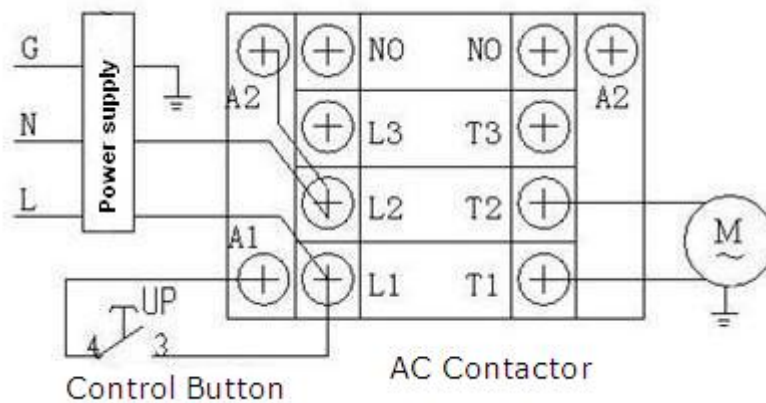 G
N
L
Power supply
A2
NO NO
A2
L3 T3
L2 T2
A1
L1 T1
M
~
UP
4 3
Control Button
AC Contactor